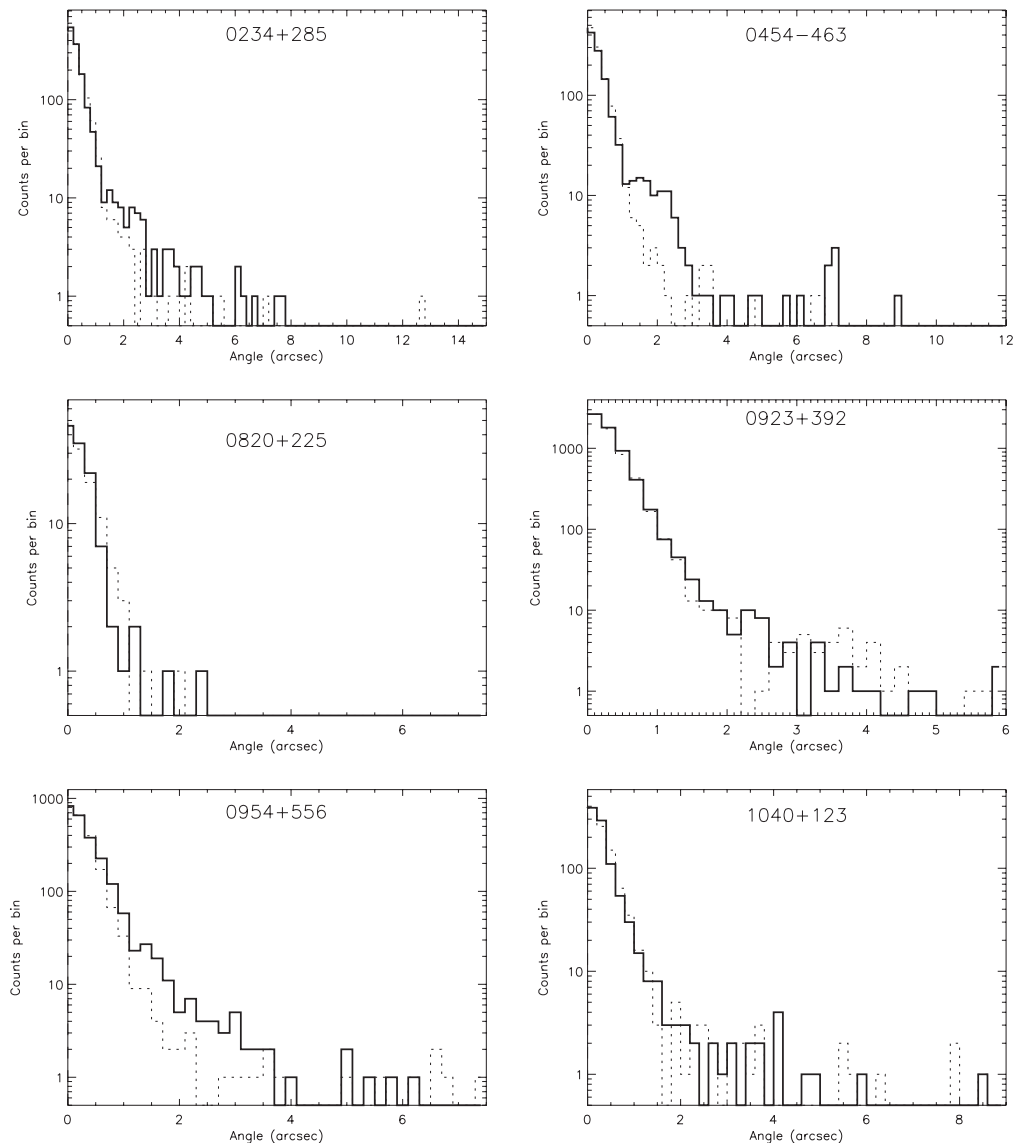 0234+285
Counts per bin
100
10
1
0 2 4 6 8 10 12 14
Angle (arcsec)
0454−463
Counts per bin
100
10
1
0 2 4 6 8 10 12
Angle (arcsec)
0820+225
Counts per bin
10
1
0 2 4 6
Angle (arcsec)
0923+392
Counts per bin
1000
100
10
1
0 1 2 3 4 5 6
Angle (arcsec)
0954+556
Counts per bin
1000
100
10
1
0 2 4 6
Angle (arcsec)
1040+123
Counts per bin
100
10
1
0 2 4 6 8
Angle (arcsec)